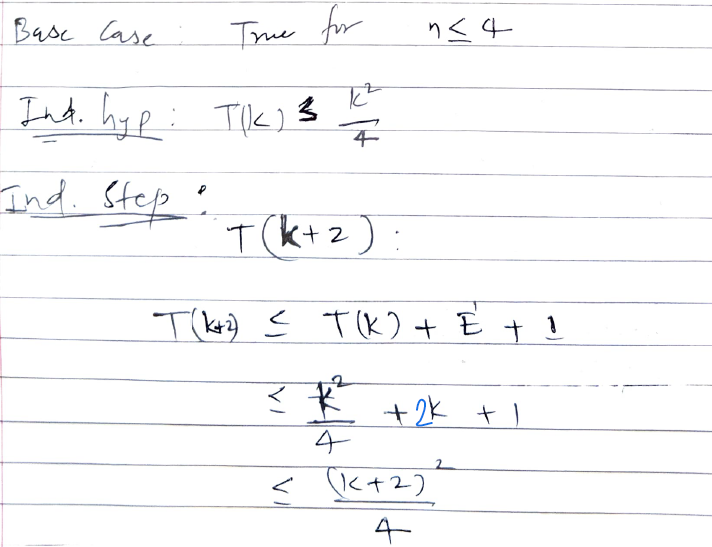 Base Case : True for n ≤ 4
Ind. hyp : T(k) ≤ k²/4
Ind. Step :
T(k+2) :
T(k+2) ≤ T(k) + E' + 1
≤ k²/4 + 2k + 1
≤ (k+2)²/4